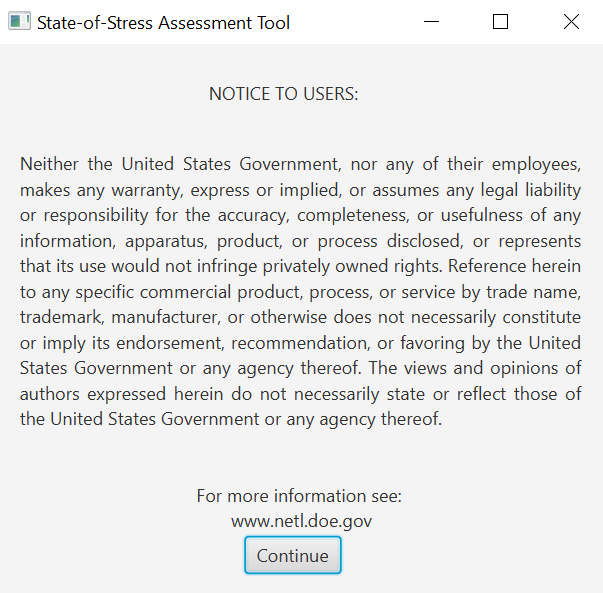 State-of-Stress Assessment Tool
NOTICE TO USERS:
Neither the United States Government, nor any of their employees,
makes any warranty, express or implied, or assumes any legal liability
or responsibility for the accuracy, completeness, or usefulness of any
information, apparatus, product, or process disclosed, or represents
that its use would not infringe privately owned rights. Reference herein
to any specific commercial product, process, or service by trade name,
trademark, manufacturer, or otherwise does not necessarily constitute
or imply its endorsement, recommendation, or favoring by the United
States Government or any agency thereof. The views and opinions of
authors expressed herein do not necessarily state or reflect those of
the United States Government or any agency thereof.
For more information see:
www.netl.doe.gov
Continue